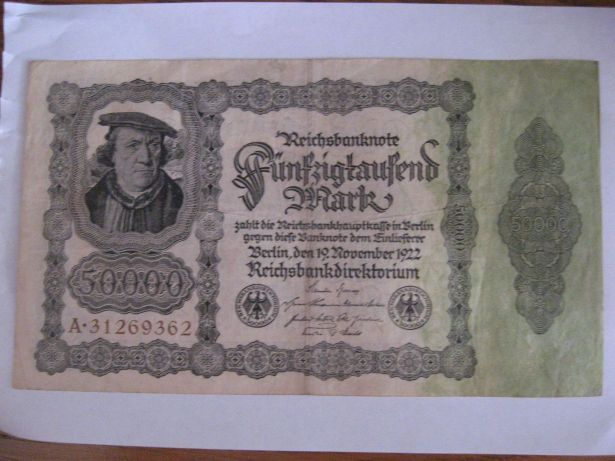 Reichsbanknote
Fünfzigtausend
Mark
zahlt die Reichsbankhauptkasse in Berlin
gegen diese Banknote dem Einlieferer
Berlin, den 19. November 1922
Reichsbankdirektorium
50000
A·31269362
50000
50000